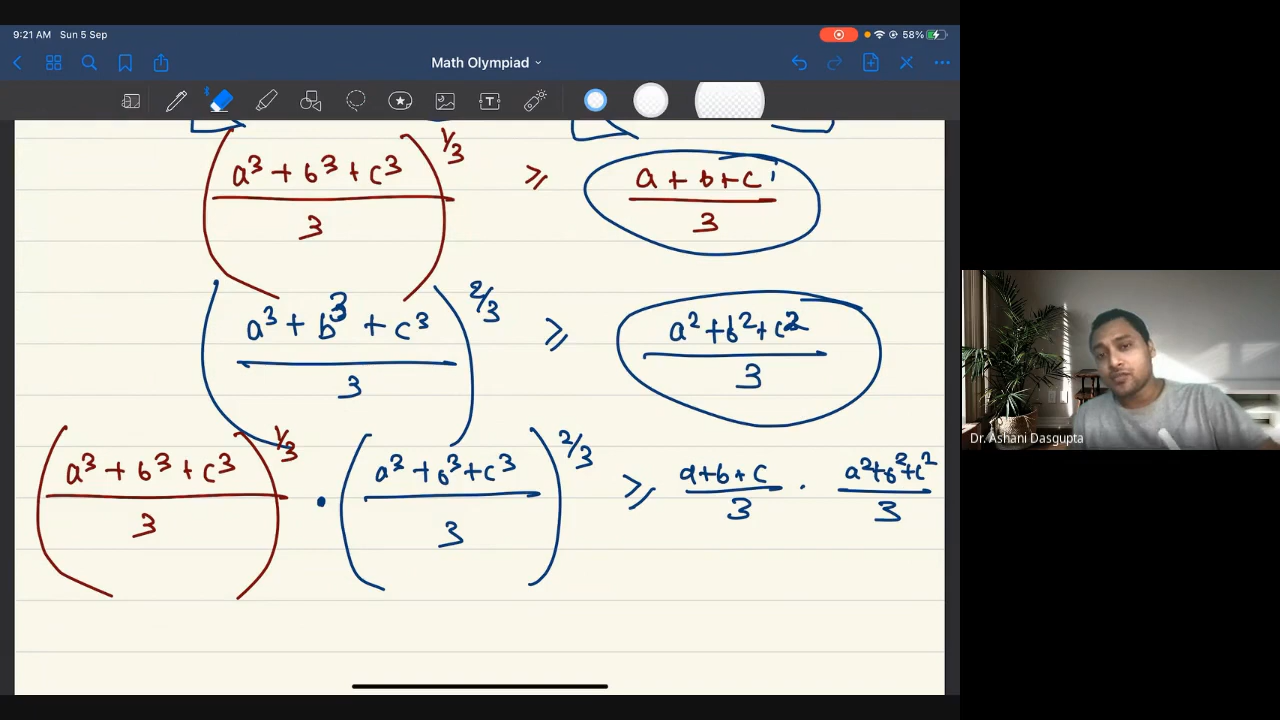 9:21 AM Sun 5 Sep 58%
Math Olympiad
(a³ + b³ + c³ / 3)^1/3 ≥ a + b + c / 3
(a³ + b³ + c³ / 3)^2/3 ≥ a² + b² + c² / 3
(a³ + b³ + c³ / 3)^1/3 · (a³ + b³ + c³ / 3)^2/3 ≥ a+b+c / 3 · a²+b²+c² / 3
Dr. Ashani Dasgupta